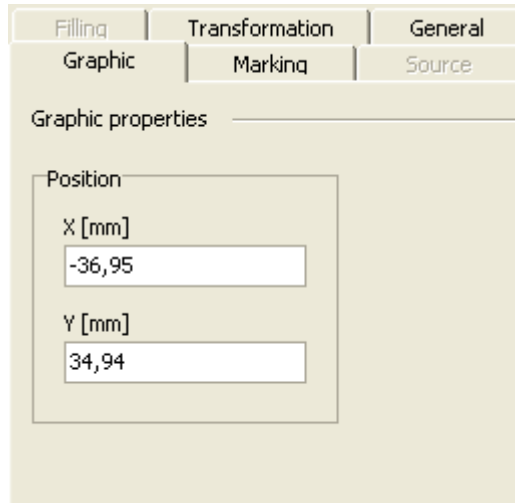 Filling Transformation General
Graphic Marking Source
Graphic properties
Position
X [mm]
-36,95
Y [mm]
34,94